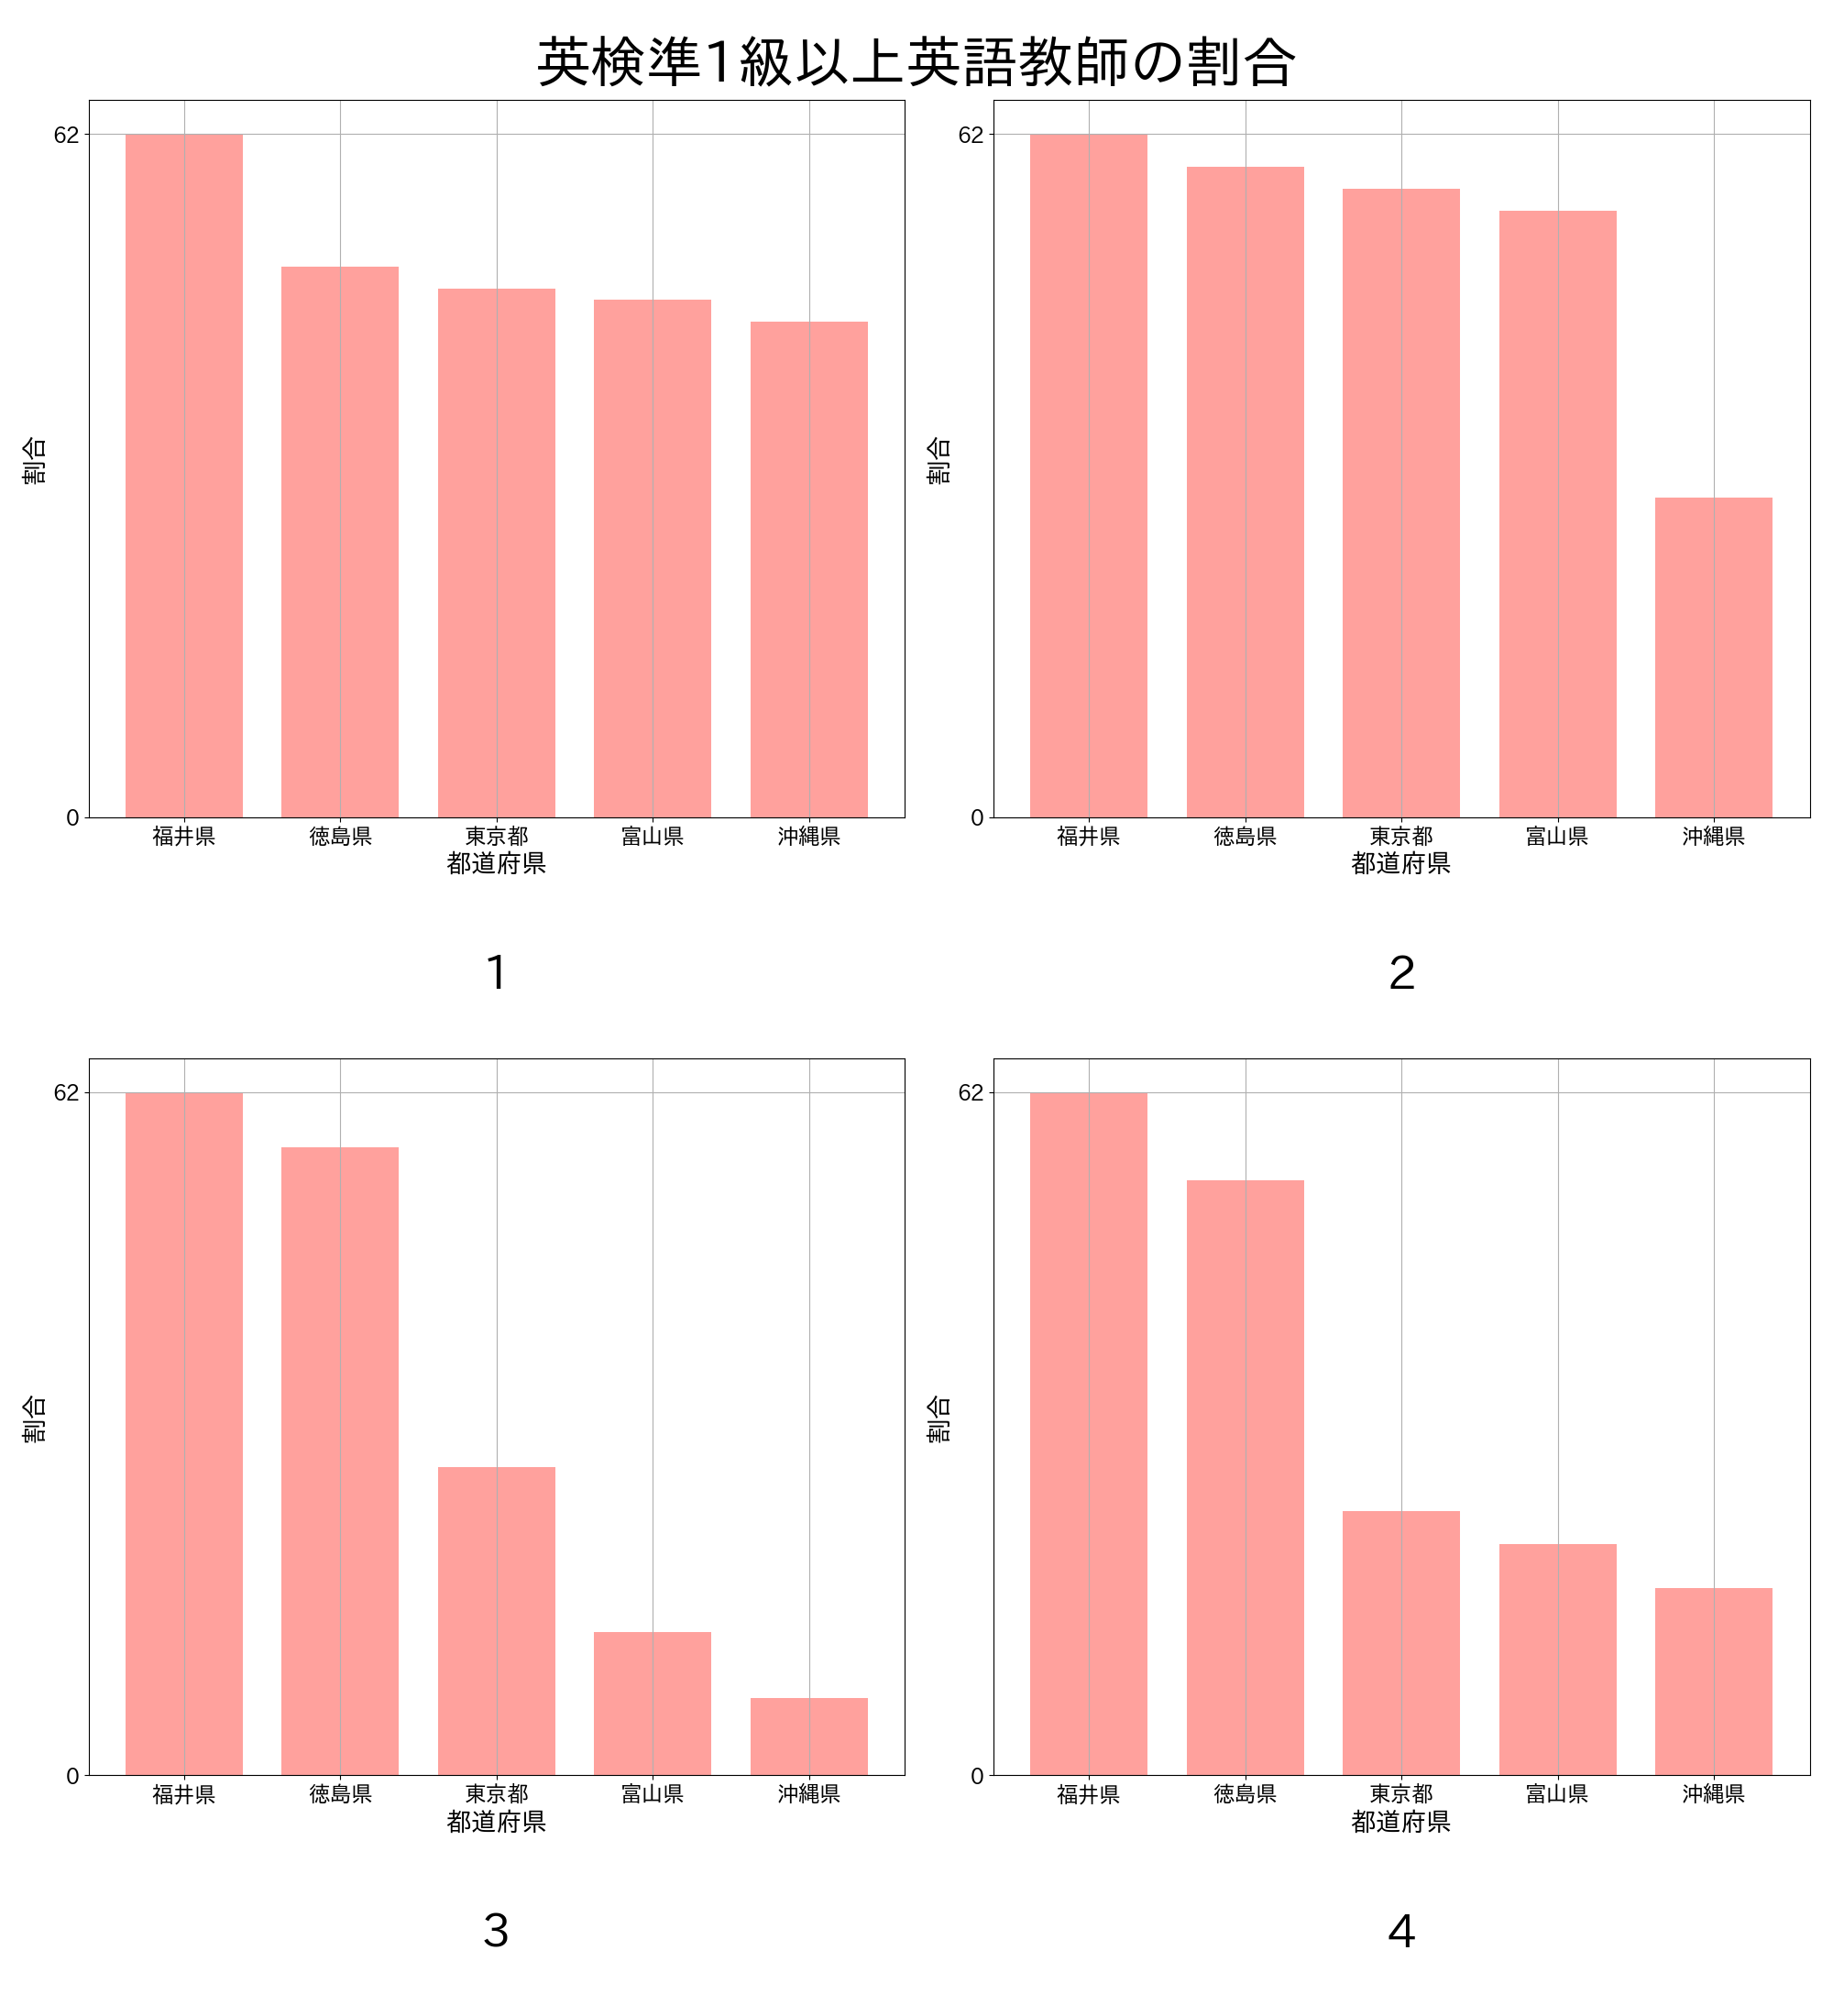 英検準1級以上英語教師の割合
62
0
割合
福井県 徳島県 東京都 富山県 沖縄県
都道府県
1
62
0
割合
福井県 徳島県 東京都 富山県 沖縄県
都道府県
2
62
0
割合
福井県 徳島県 東京都 富山県 沖縄県
都道府県
3
62
0
割合
福井県 徳島県 東京都 富山県 沖縄県
都道府県
4